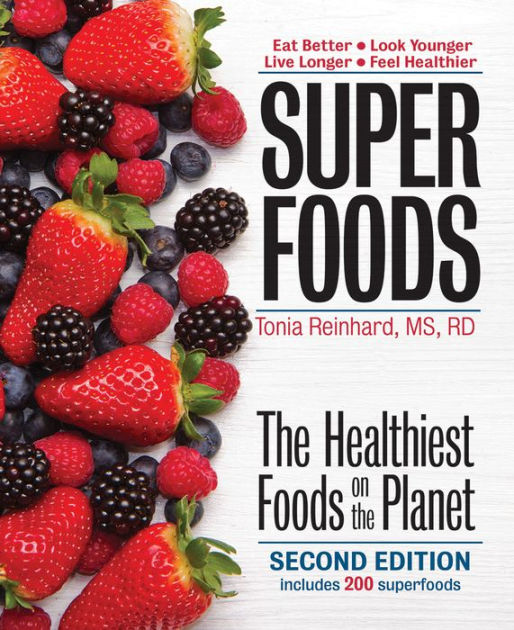 Eat Better • Look Younger
Live Longer • Feel Healthier
SUPER
FOODS
Tonia Reinhard, MS, RD
The Healthiest
Foods on the Planet
SECOND EDITION
includes 200 superfoods